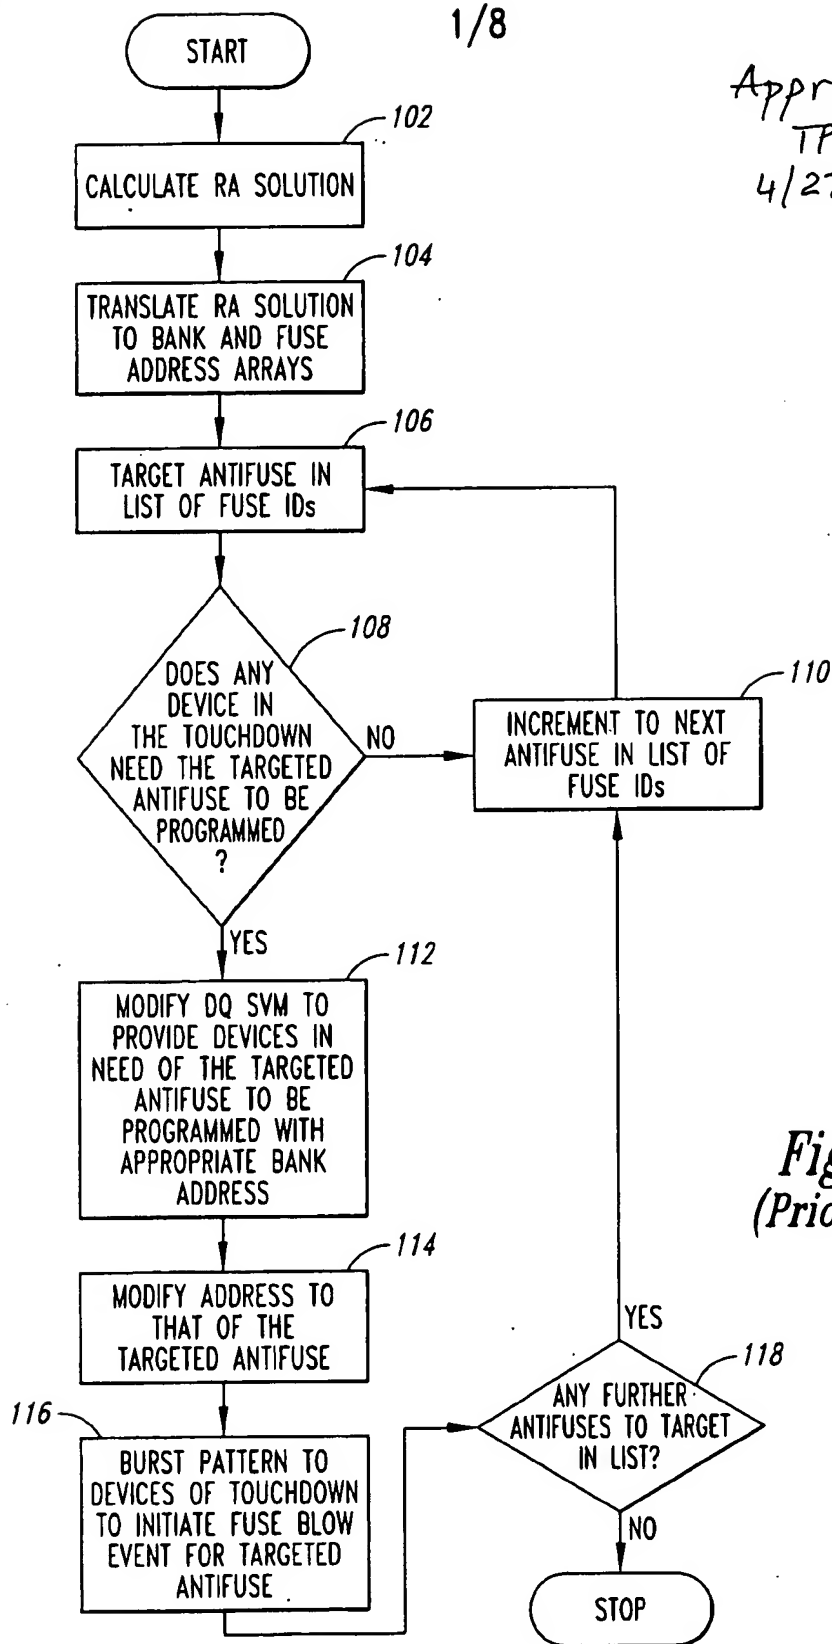 1/8
START
4/27
102
CALCULATE RA SOLUTION
104
TRANSLATE RA SOLUTION
TO BANK AND FUSE
ADDRESS ARRAYS
106
TARGET ANTIFUSE IN
LIST OF FUSE IDs
108
DOES ANY
DEVICE IN
THE TOUCHDOWN
NEED THE TARGETED
ANTIFUSE TO BE
PROGRAMMED
?
NO
110
INCREMENT TO NEXT
ANTIFUSE IN LIST OF
FUSE IDs
YES
112
MODIFY DQ SVM TO
PROVIDE DEVICES IN
NEED OF THE TARGETED
ANTIFUSE TO BE
PROGRAMMED WITH
APPROPRIATE BANK
ADDRESS
114
MODIFY ADDRESS TO
THAT OF THE
TARGETED ANTIFUSE
116
BURST PATTERN TO
DEVICES OF TOUCHDOWN
TO INITIATE FUSE BLOW
EVENT FOR TARGETED
ANTIFUSE
YES
118
ANY FURTHER
ANTIFUSES TO TARGET
IN LIST?
NO
STOP
Fig
(Prio